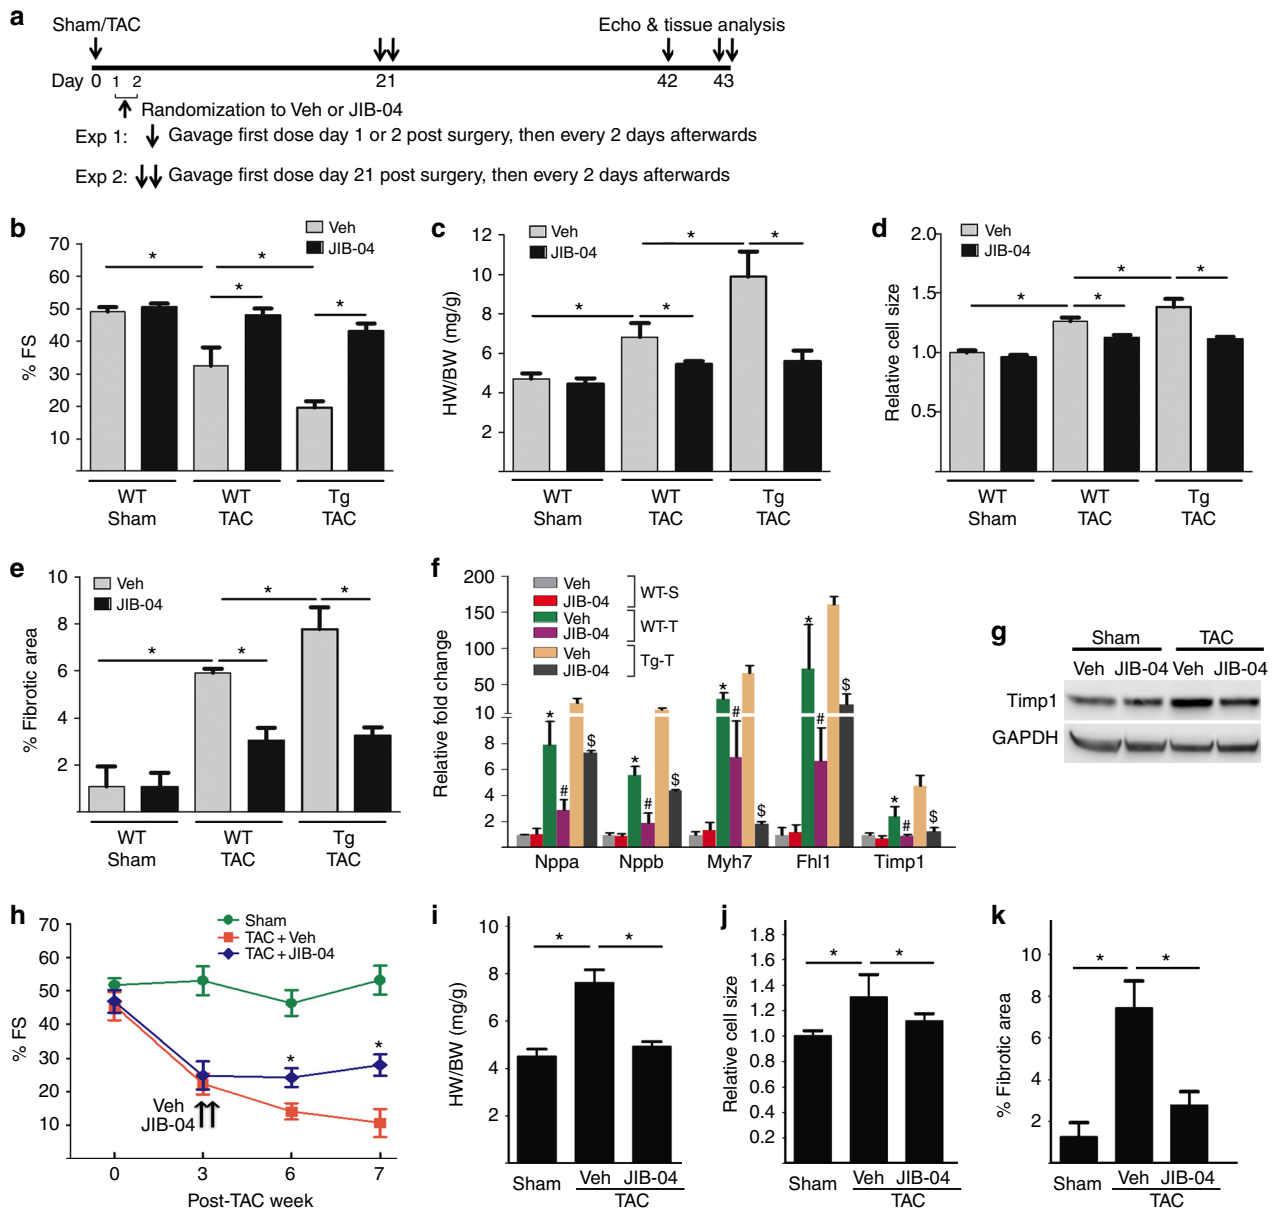 a
Sham/TAC
Echo & tissue analysis
Day 0 1 2 21 42 43
Randomization to Veh or JIB-04
Exp 1: Gavage first dose day 1 or 2 post surgery, then every 2 days afterwards
Exp 2: Gavage first dose day 21 post surgery, then every 2 days afterwards
b
Veh
JIB-04
% FS
70
60
50
40
30
20
10
* * * *
WT WT Tg
Sham TAC TAC
c
Veh
JIB-04
HW/BW (mg/g)
12
10
8
6
4
2
* * * *
WT WT Tg
Sham TAC TAC
d
Veh
JIB-04
Relative cell size
2.0
1.5
1.0
0.5
* * * *
WT WT Tg
Sham TAC TAC
e
Veh
JIB-04
% Fibrotic area
10
8
6
4
2
* * * *
WT WT Tg
Sham TAC TAC
f
Relative fold change
200
150
100
50
10
8
6
4
2
Veh
JIB-04
WT-S
Veh
JIB-04
WT-T
Veh
JIB-04
Tg-T
* # $ * # $ * # $ * # $ * # $
Nppa Nppb Myh7 Fhl1 Timp1
g
Sham TAC
Veh JIB-04 Veh JIB-04
Timp1
GAPDH
h
Sham
TAC + Veh
TAC + JIB-04
% FS
70
60
50
40
30
20
10
* *
Veh
JIB-04
0 3 6 7
Post-TAC week
i
HW/BW (mg/g)
10
8
6
4
2
* *
Sham Veh JIB-04
TAC
j
Relative cell size
1.8
1.6
1.4
1.2
1.0
0.8
0.6
0.4
0.2
* *
Sham Veh JIB-04
TAC
k
% Fibrotic area
10
8
6
4
2
* *
Sham Veh JIB-04
TAC